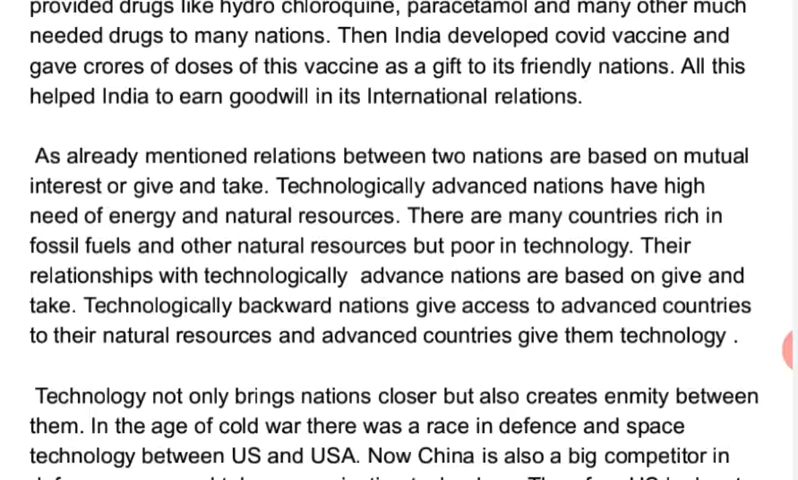 provided drugs like hydro chloroquine, paracetamol and many other much
needed drugs to many nations. Then India developed covid vaccine and
gave crores of doses of this vaccine as a gift to its friendly nations. All this
helped India to earn goodwill in its International relations.
As already mentioned relations between two nations are based on mutual
interest or give and take. Technologically advanced nations have high
need of energy and natural resources. There are many countries rich in
fossil fuels and other natural resources but poor in technology. Their
relationships with technologically advance nations are based on give and
take. Technologically backward nations give access to advanced countries
to their natural resources and advanced countries give them technology .
Technology not only brings nations closer but also creates enmity between
them. In the age of cold war there was a race in defence and space
technology between US and USA. Now China is also a big competitor in